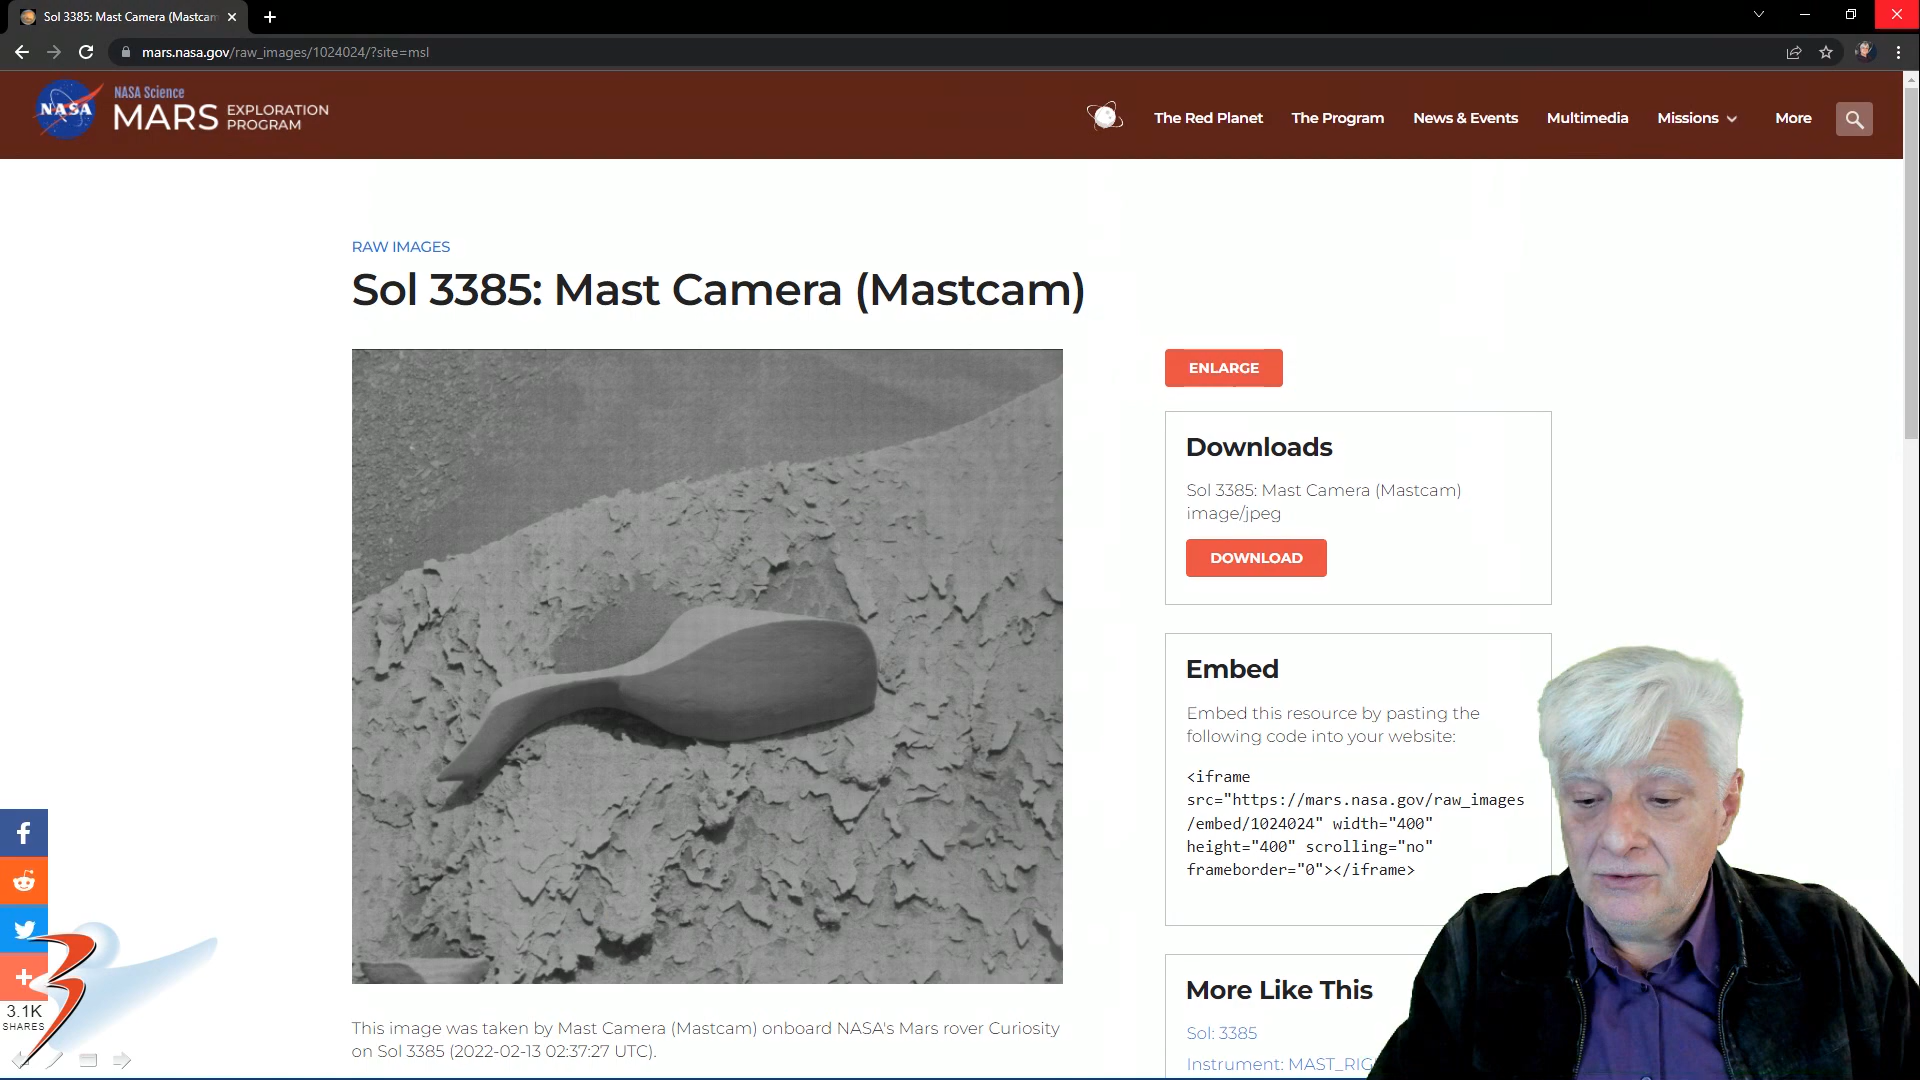 Sol 3385: Mast Camera (Mastcam
mars.nasa.gov/raw_images/1024024/?site=msl
NASA
NASA Science
MARS EXPLORATION PROGRAM
The Red Planet
The Program
News & Events
Multimedia
Missions
More
RAW IMAGES
Sol 3385: Mast Camera (Mastcam)
ENLARGE
Downloads
Sol 3385: Mast Camera (Mastcam)
image/jpeg
DOWNLOAD
Embed
Embed this resource by pasting the
following code into your website:
<iframe
src="https://mars.nasa.gov/raw_images
/embed/1024024" width="400"
height="400" scrolling="no"
frameborder="0"></iframe>
More Like This
Sol: 3385
Instrument: MAST_RIG
3.1K
SHARES
This image was taken by Mast Camera (Mastcam) onboard NASA's Mars rover Curiosity
on Sol 3385 (2022-02-13 02:37:27 UTC).